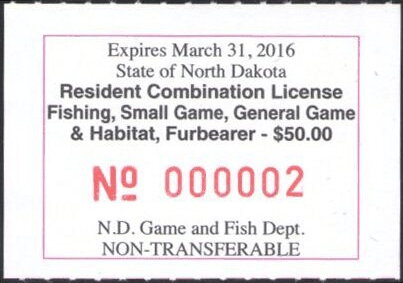 Expires March 31, 2016
State of North Dakota
Resident Combination License
Fishing, Small Game, General Game
& Habitat, Furbearer - $50.00
Nº 000002
N.D. Game and Fish Dept.
NON-TRANSFERABLE